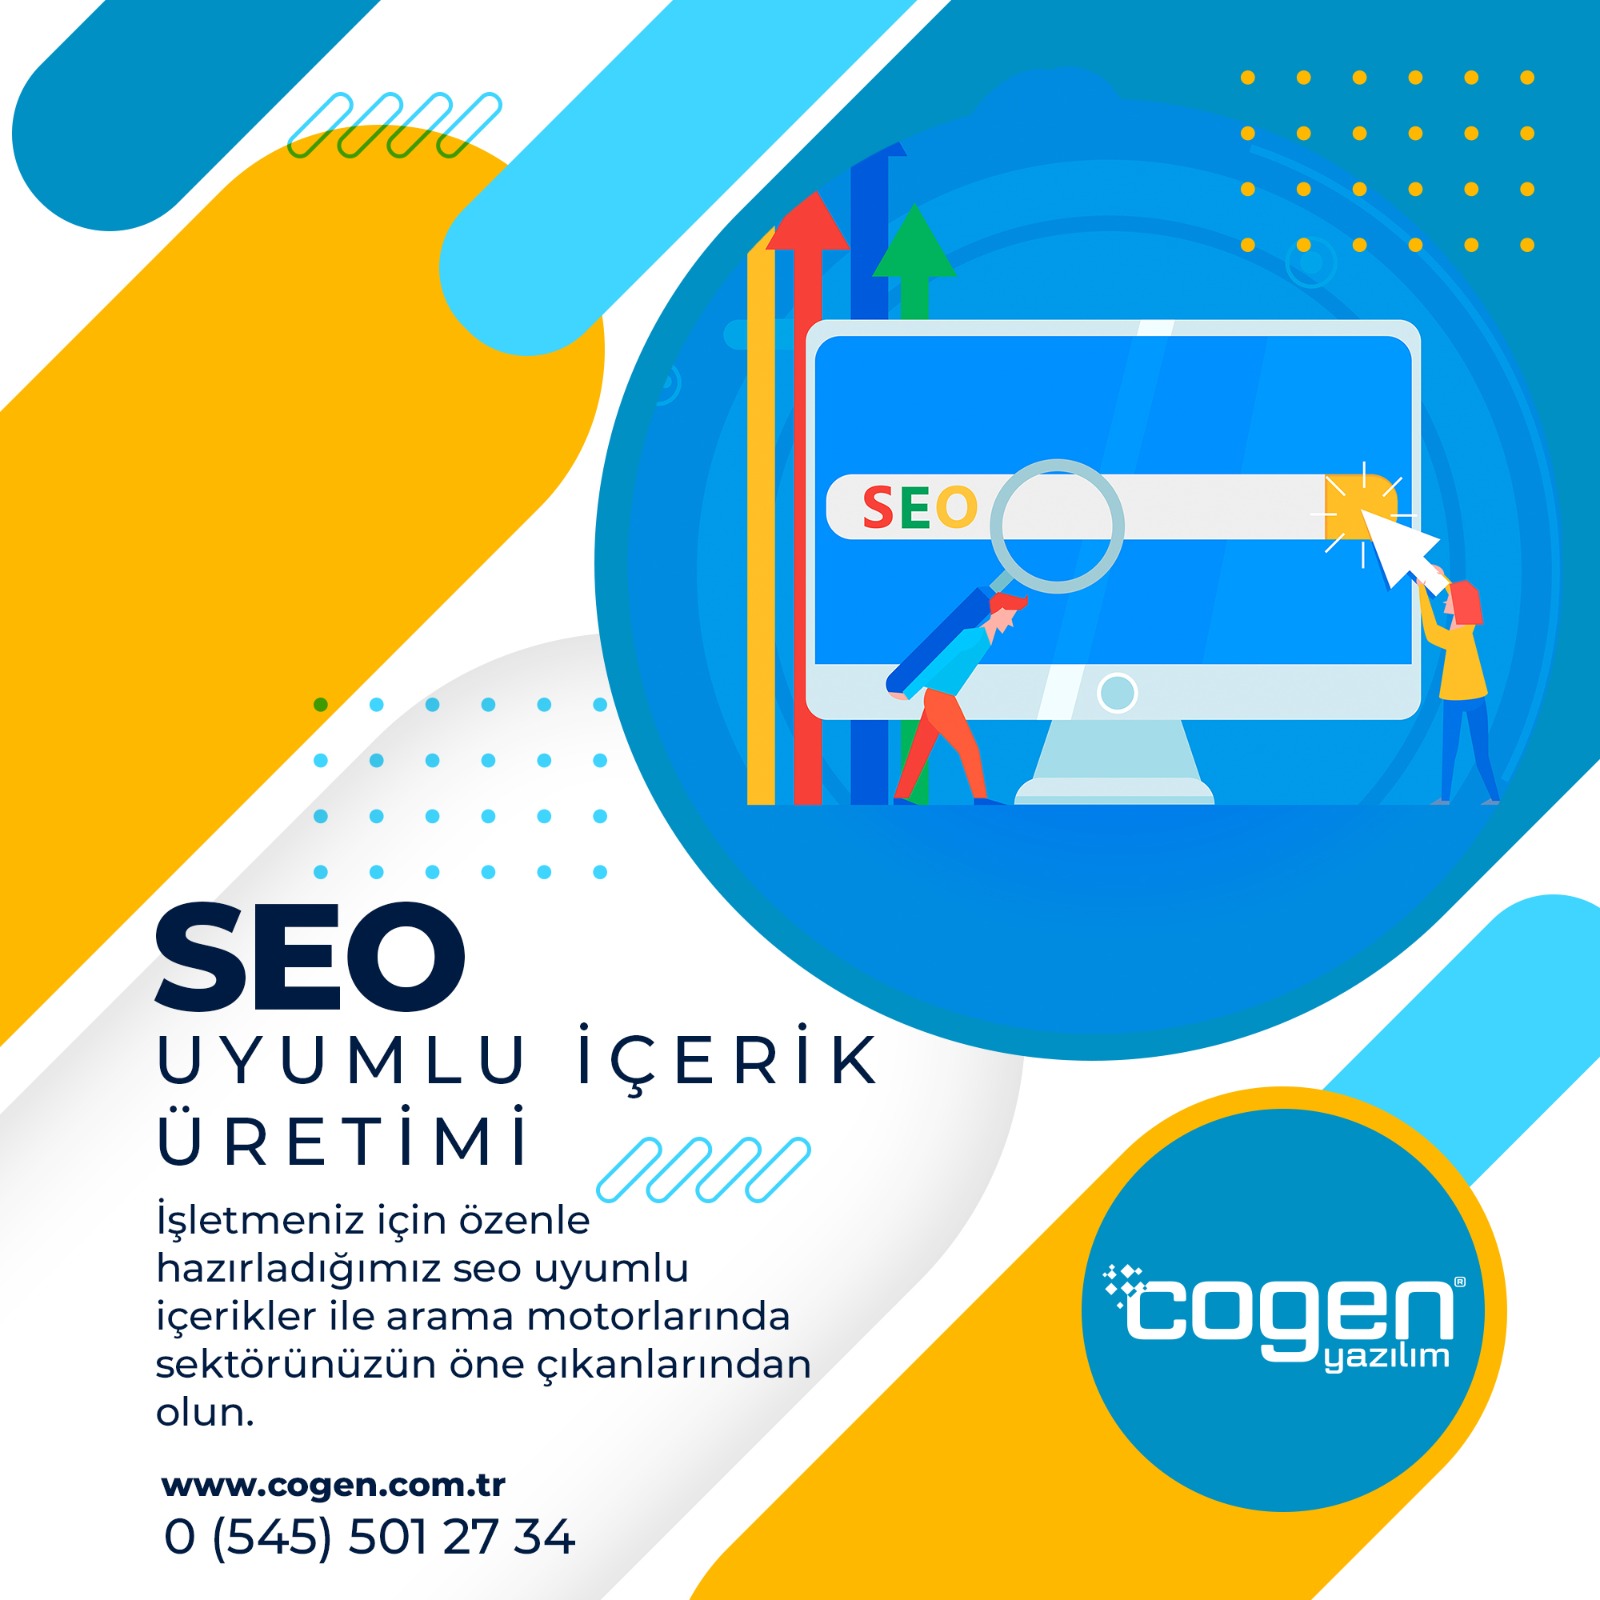 SEO
SEO
UYUMLU İÇERİK
ÜRETİMİ
İşletmeniz için özenle
hazırladığımız seo uyumlu
içerikler ile arama motorlarında
sektörünüzün öne çıkanlarından
olun.
www.cogen.com.tr
0 (545) 501 27 34
cogen®
yazılım